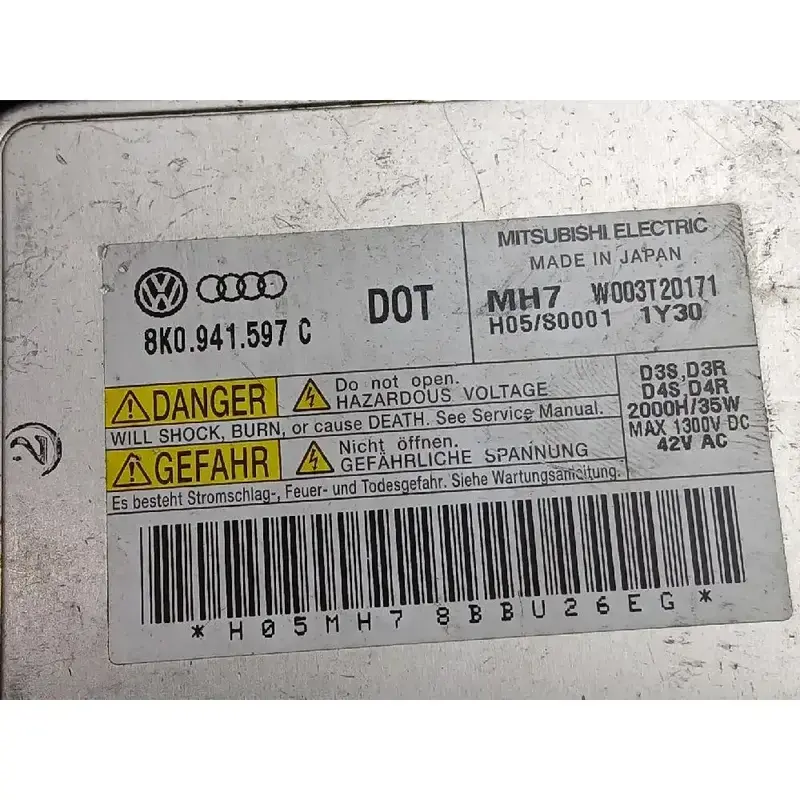 MITSUBISHI ELECTRIC
MADE IN JAPAN
8K0.941.597 C
DOT
MH7 W003T20171
H05/80001 1Y30
DANGER
Do not open.
HAZARDOUS VOLTAGE
WILL SHOCK, BURN, or cause DEATH. See Service Manual.
GEFAHR
Nicht öffnen.
GEFÄHRLICHE SPANNUNG
Es besteht Stromschlag-, Feuer- und Todesgefahr. Siehe Wartungsanleitung.
D3S, D3R
D4S, D4R
2000H/35W
MAX 1300V DC
42V AC
*H05MH78BBU26EG*